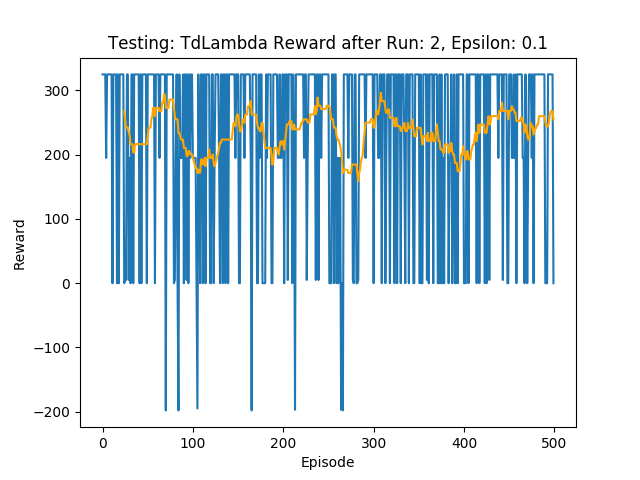 Testing: TdLambda Reward after Run: 2, Epsilon: 0.1
300
200
100
0
−100
−200
Reward
0 100 200 300 400 500
Episode